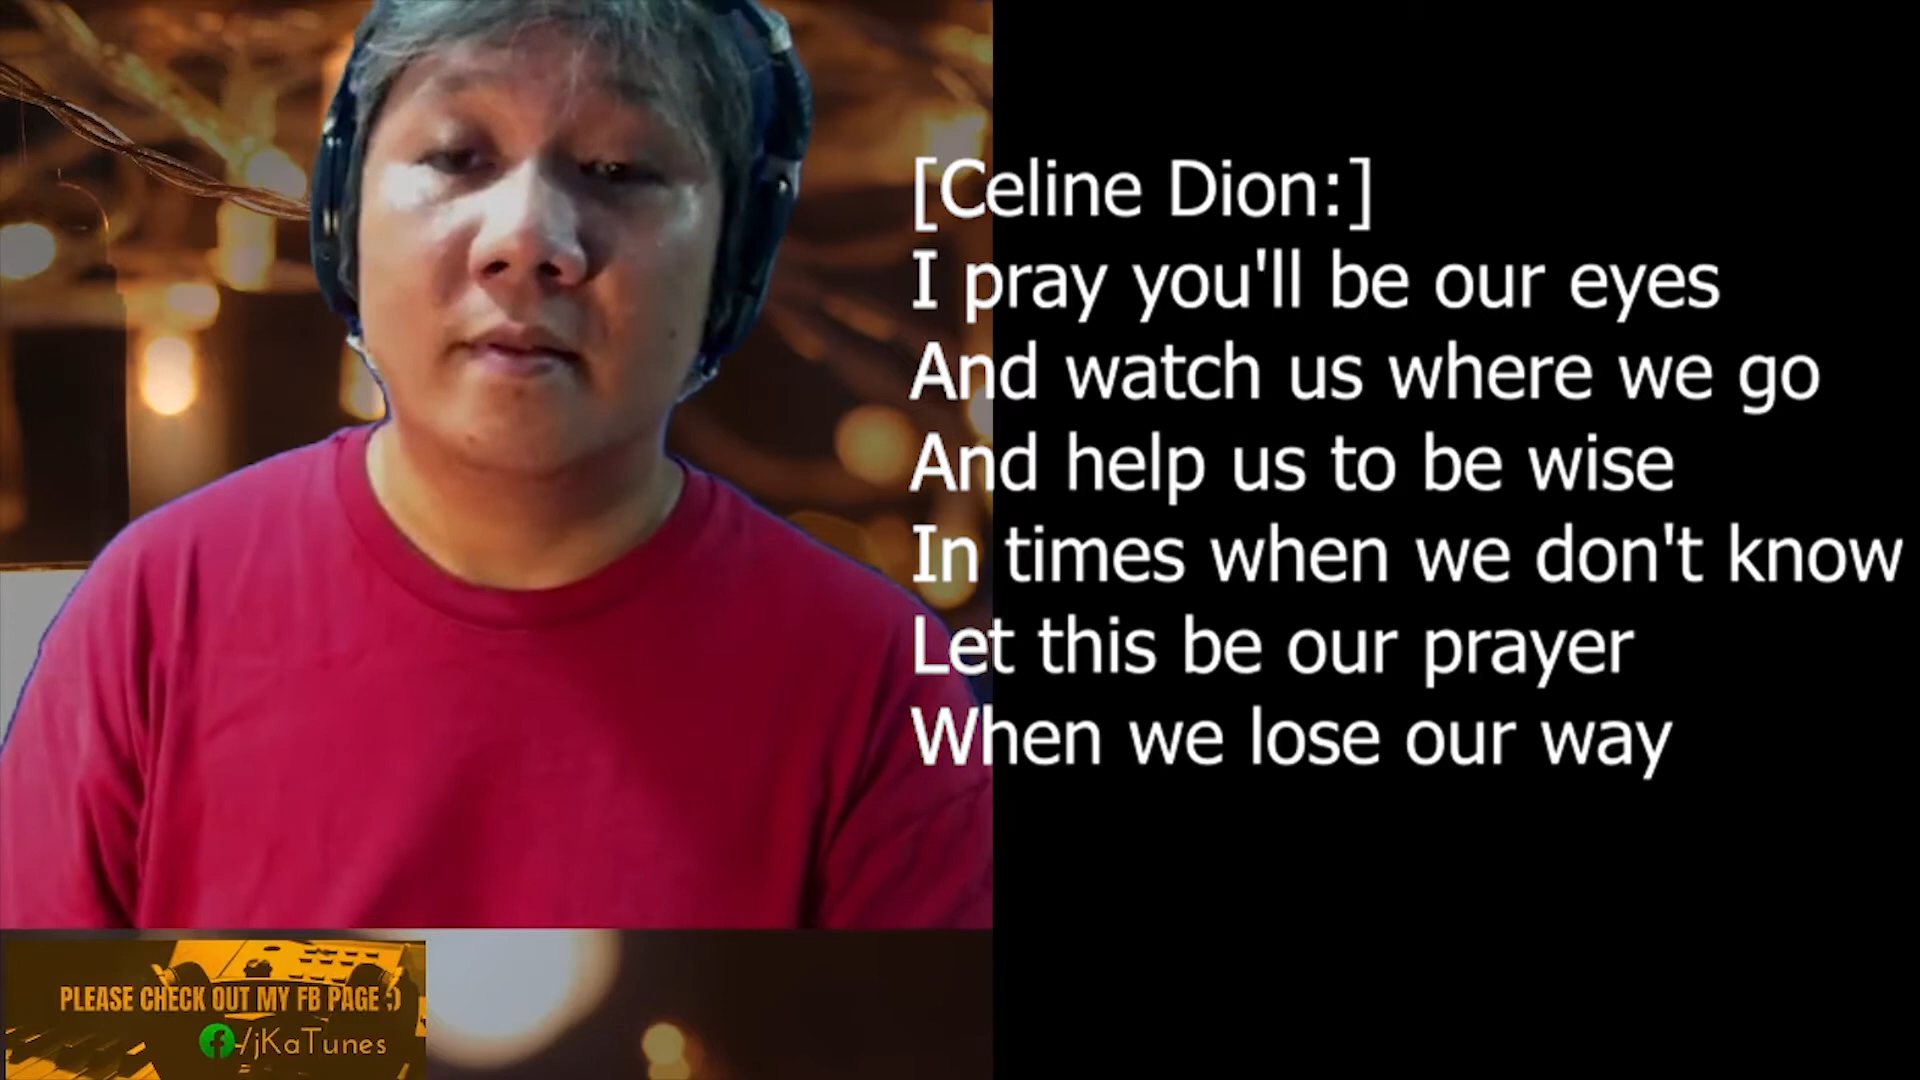 [Celine Dion:]
I pray you'll be our eyes
And watch us where we go
And help us to be wise
In times when we don't know
Let this be our prayer
When we lose our way
PLEASE CHECK OUT MY FB PAGE :)
/jKaTunes